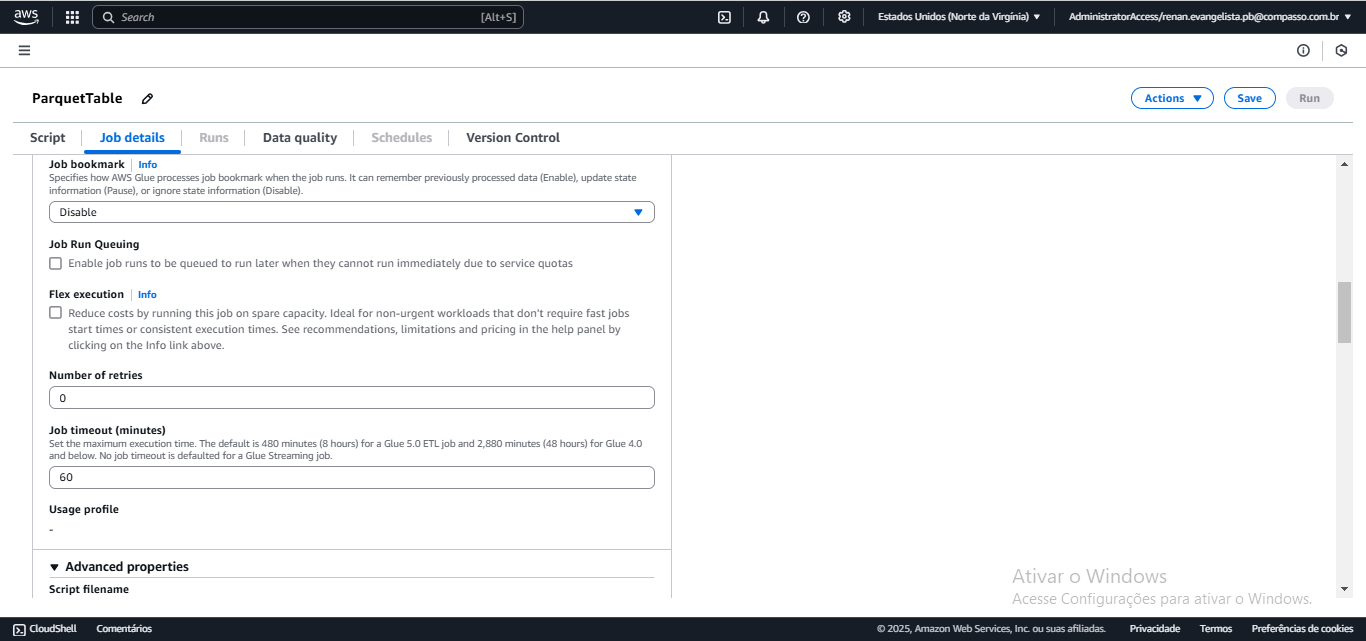 aws
Search [Alt+S]
Estados Unidos (Norte da Virgínia)
AdministratorAccess/renan.evangelista.pb@compasso.com.br
ParquetTable
Actions
Save
Run
Script
Job details
Runs
Data quality
Schedules
Version Control
Job bookmark Info
Specifies how AWS Glue processes job bookmark when the job runs. It can remember previously processed data (Enable), update state
information (Pause), or ignore state information (Disable).
Disable
Job Run Queuing
Enable job runs to be queued to run later when they cannot run immediately due to service quotas
Flex execution Info
Reduce costs by running this job on spare capacity. Ideal for non-urgent workloads that don't require fast jobs
start times or consistent execution times. See recommendations, limitations and pricing in the help panel by
clicking on the Info link above.
Number of retries
0
Job timeout (minutes)
Set the maximum execution time. The default is 480 minutes (8 hours) for a Glue 5.0 ETL job and 2,880 minutes (48 hours) for Glue 4.0
and below. No job timeout is defaulted for a Glue Streaming job.
60
Usage profile
-
Advanced properties
Script filename
Ativar o Windows
Acesse Configurações para ativar o Windows.
CloudShell
Comentários
© 2025, Amazon Web Services, Inc. ou suas afiliadas.
Privacidade
Termos
Preferências de cookies